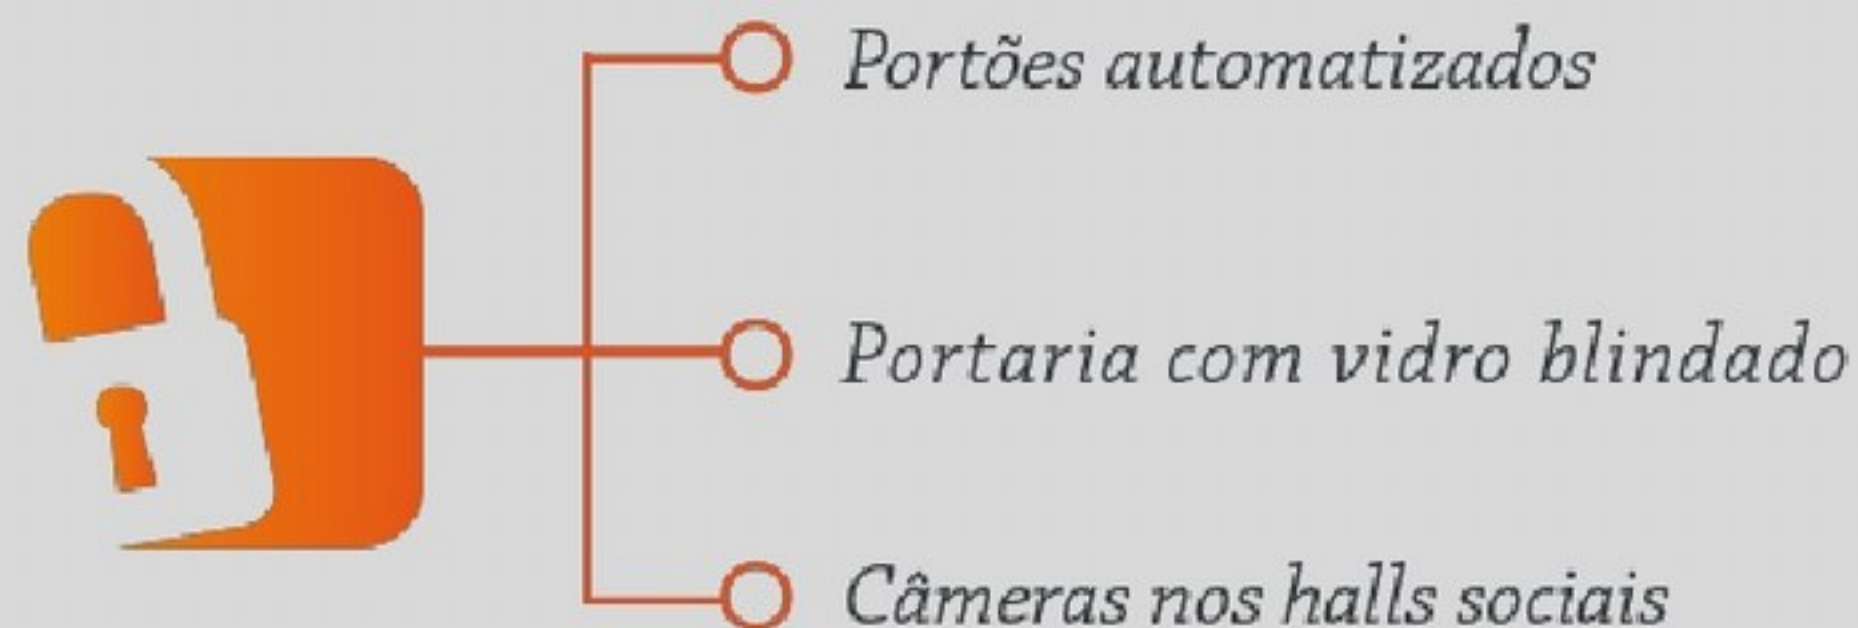 Portões automatizados
Portaria com vidro blindado
Câmeras nos halls sociais